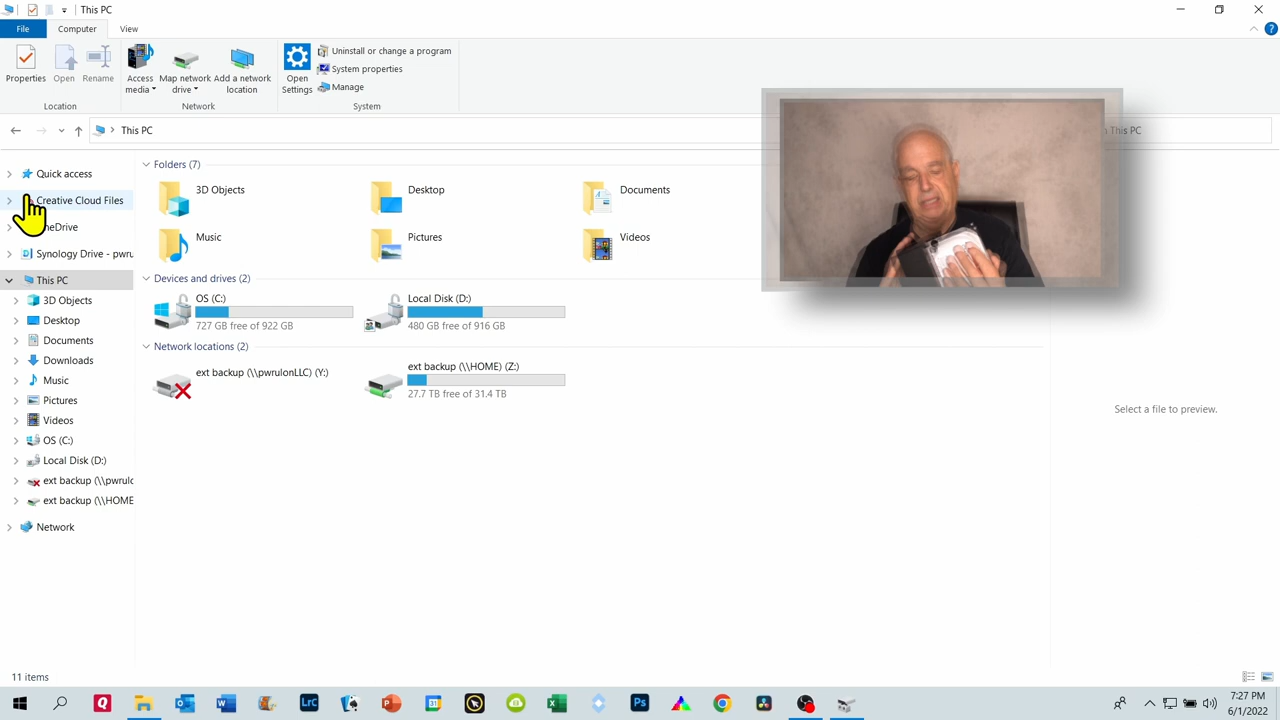 This PC
File
Computer
View
Properties
Open
Rename
Access media
Map network drive
Add a network location
Open Settings
Uninstall or change a program
System properties
Manage
Location
Network
System
This PC
This PC
Quick access
Creative Cloud Files
neDrive
Synology Drive - pwru
This PC
3D Objects
Desktop
Documents
Downloads
Music
Pictures
Videos
OS (C:)
Local Disk (D:)
ext backup (\\pwrulo
ext backup (\\HOME
Network
Folders (7)
3D Objects
Desktop
Documents
Music
Pictures
Videos
Devices and drives (2)
OS (C:)
727 GB free of 922 GB
Local Disk (D:)
480 GB free of 916 GB
Network locations (2)
ext backup (\\pwrulonLLC) (Y:)
ext backup (\\HOME) (Z:)
27.7 TB free of 31.4 TB
Select a file to preview.
11 items
Lrc
Ps
7:27 PM
6/1/2022